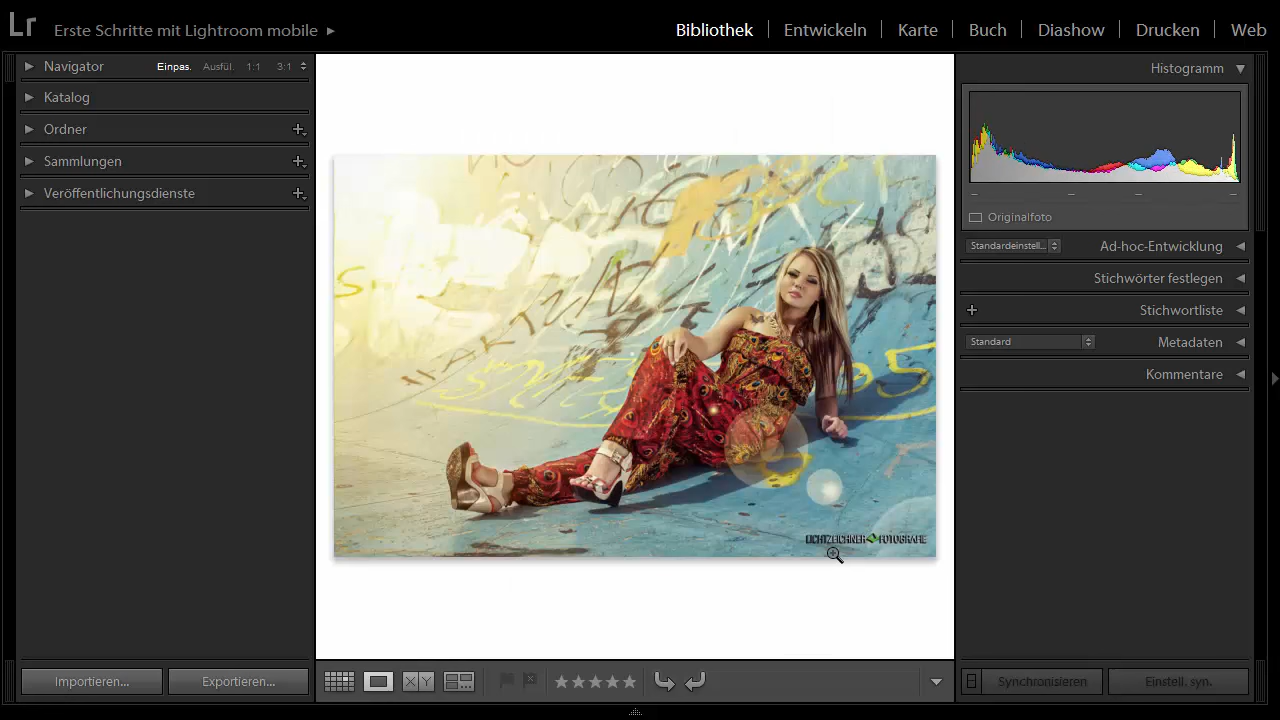 Lr Erste Schritte mit Lightroom mobile
Bibliothek Entwickeln Karte Buch Diashow Drucken Web
Navigator Einpas. Ausfül. 1:1 3:1
Katalog
Ordner
Sammlungen
Veröffentlichungsdienste
LICHTZEICHNER FOTOGRAFIE
Histogramm
Originalfoto
Standardeinstell... Ad-hoc-Entwicklung
Stichwörter festlegen
Stichwortliste
Standard Metadaten
Kommentare
Importieren... Exportieren...
XY
Synchronisieren Einstell. syn.